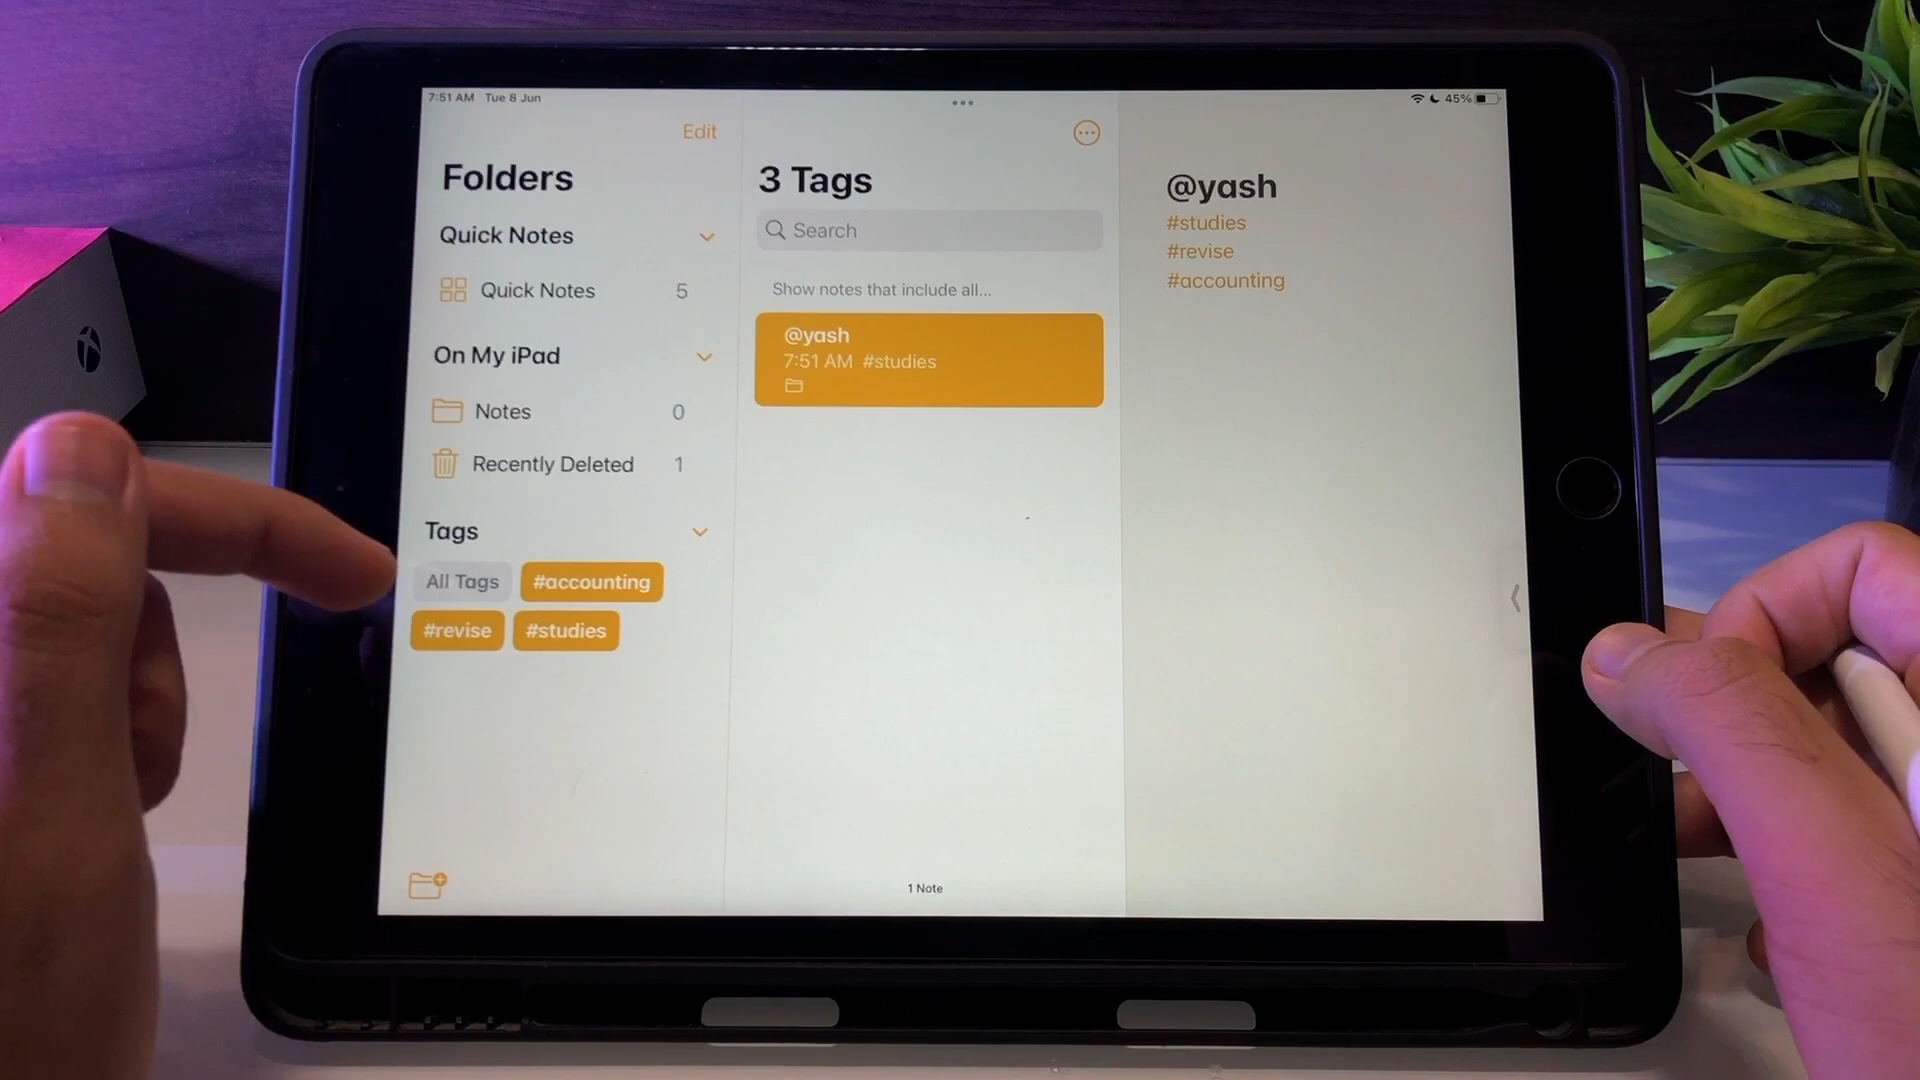 7:51 AM Tue 8 Jun
45%
Edit
Folders
Quick Notes
Quick Notes 5
On My iPad
Notes 0
Recently Deleted 1
Tags
All Tags #accounting
#revise #studies
3 Tags
Search
Show notes that include all...
@yash
7:51 AM #studies
1 Note
@yash
#studies
#revise
#accounting